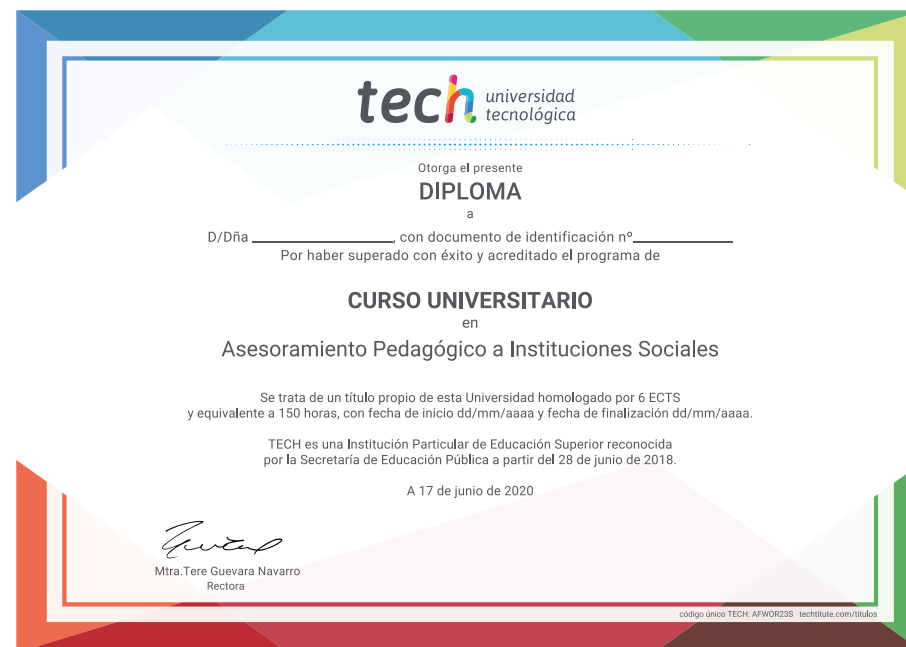 tech universidad
tecnológica
Otorga el presente
DIPLOMA
a
D/Dña ____________________, con documento de identificación nº______________
Por haber superado con éxito y acreditado el programa de
CURSO UNIVERSITARIO
en
Asesoramiento Pedagógico a Instituciones Sociales
Se trata de un título propio de esta Universidad homologado por 6 ECTS
y equivalente a 150 horas, con fecha de inicio dd/mm/aaaa y fecha de finalización dd/mm/aaaa.
TECH es una Institución Particular de Educación Superior reconocida
por la Secretaría de Educación Pública a partir del 28 de junio de 2018.
A 17 de junio de 2020
Mtra.Tere Guevara Navarro
Rectora
código único TECH: AFWOR23S techtitute.com/titulos